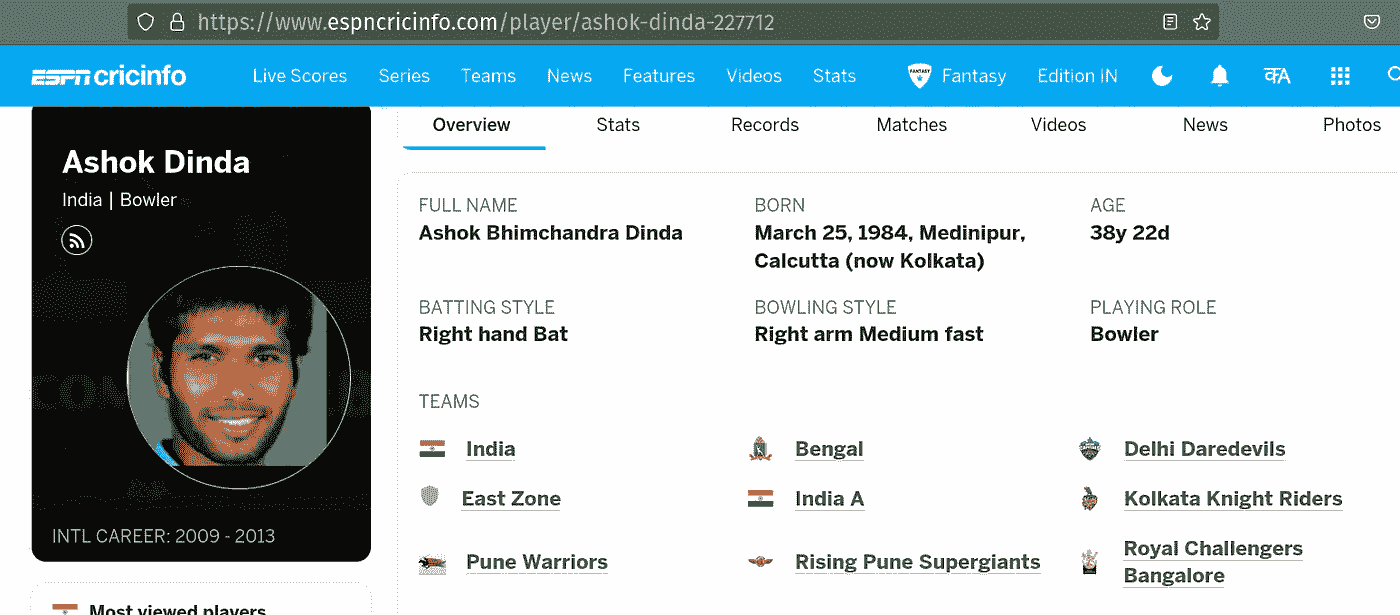 https://www.espncricinfo.com/player/ashok-dinda-227712
ESPN cricinfo Live Scores Series Teams News Features Videos Stats FANTASY Fantasy Edition IN कA
Overview Stats Records Matches Videos News Photos
Ashok Dinda
India | Bowler
INTL CAREER: 2009 - 2013
Most viewed players
FULL NAME BORN AGE
Ashok Bhimchandra Dinda March 25, 1984, Medinipur, 38y 22d
Calcutta (now Kolkata)
BATTING STYLE BOWLING STYLE PLAYING ROLE
Right hand Bat Right arm Medium fast Bowler
TEAMS
India Bengal Delhi Daredevils
East Zone India A Kolkata Knight Riders
Pune Warriors Rising Pune Supergiants Royal Challengers
Bangalore